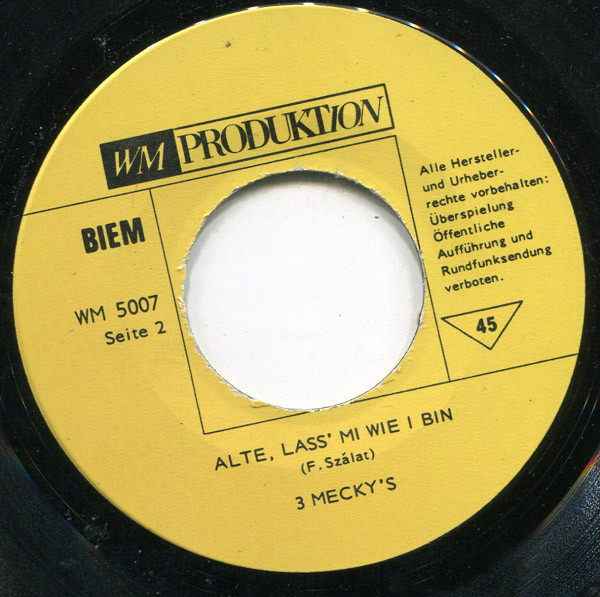 WM PRODUKTION
BIEM
WM 5007
Seite 2
Alle Hersteller-
und Urheber-
rechte vorbehalten:
Überspielung
Öffentliche
Aufführung und
Rundfunksendung
verboten.
45
ALTE, LASS' MI WIE I BIN
(F. Szálat)
3 MECKY'S